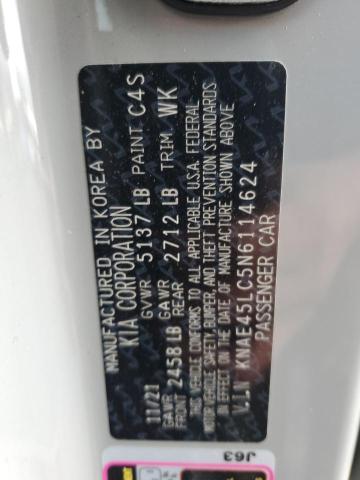 MANUFACTURED IN KOREA BY
KIA CORPORATION
GVWR 5137 LB PAINT C4S
11/21 GAWR FRONT 2458 LB GAWR REAR 2712 LB TRIM WK
THIS VEHICLE CONFORMS TO ALL APPLICABLE U.S.A. FEDERAL
MOTOR VEHICLE SAFETY, BUMPER, AND THEFT PREVENTION STANDARDS
IN EFFECT ON THE DATE OF MANUFACTURE SHOWN ABOVE
V.I.N KNAE45LC5N6114624
PASSENGER CAR
J63